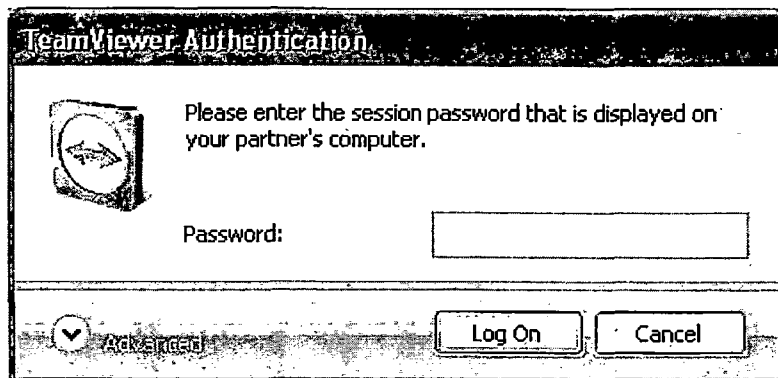 TeamViewer Authentication
Please enter the session password that is displayed on
your partner's computer.
Password:
Advanced
Log On
Cancel